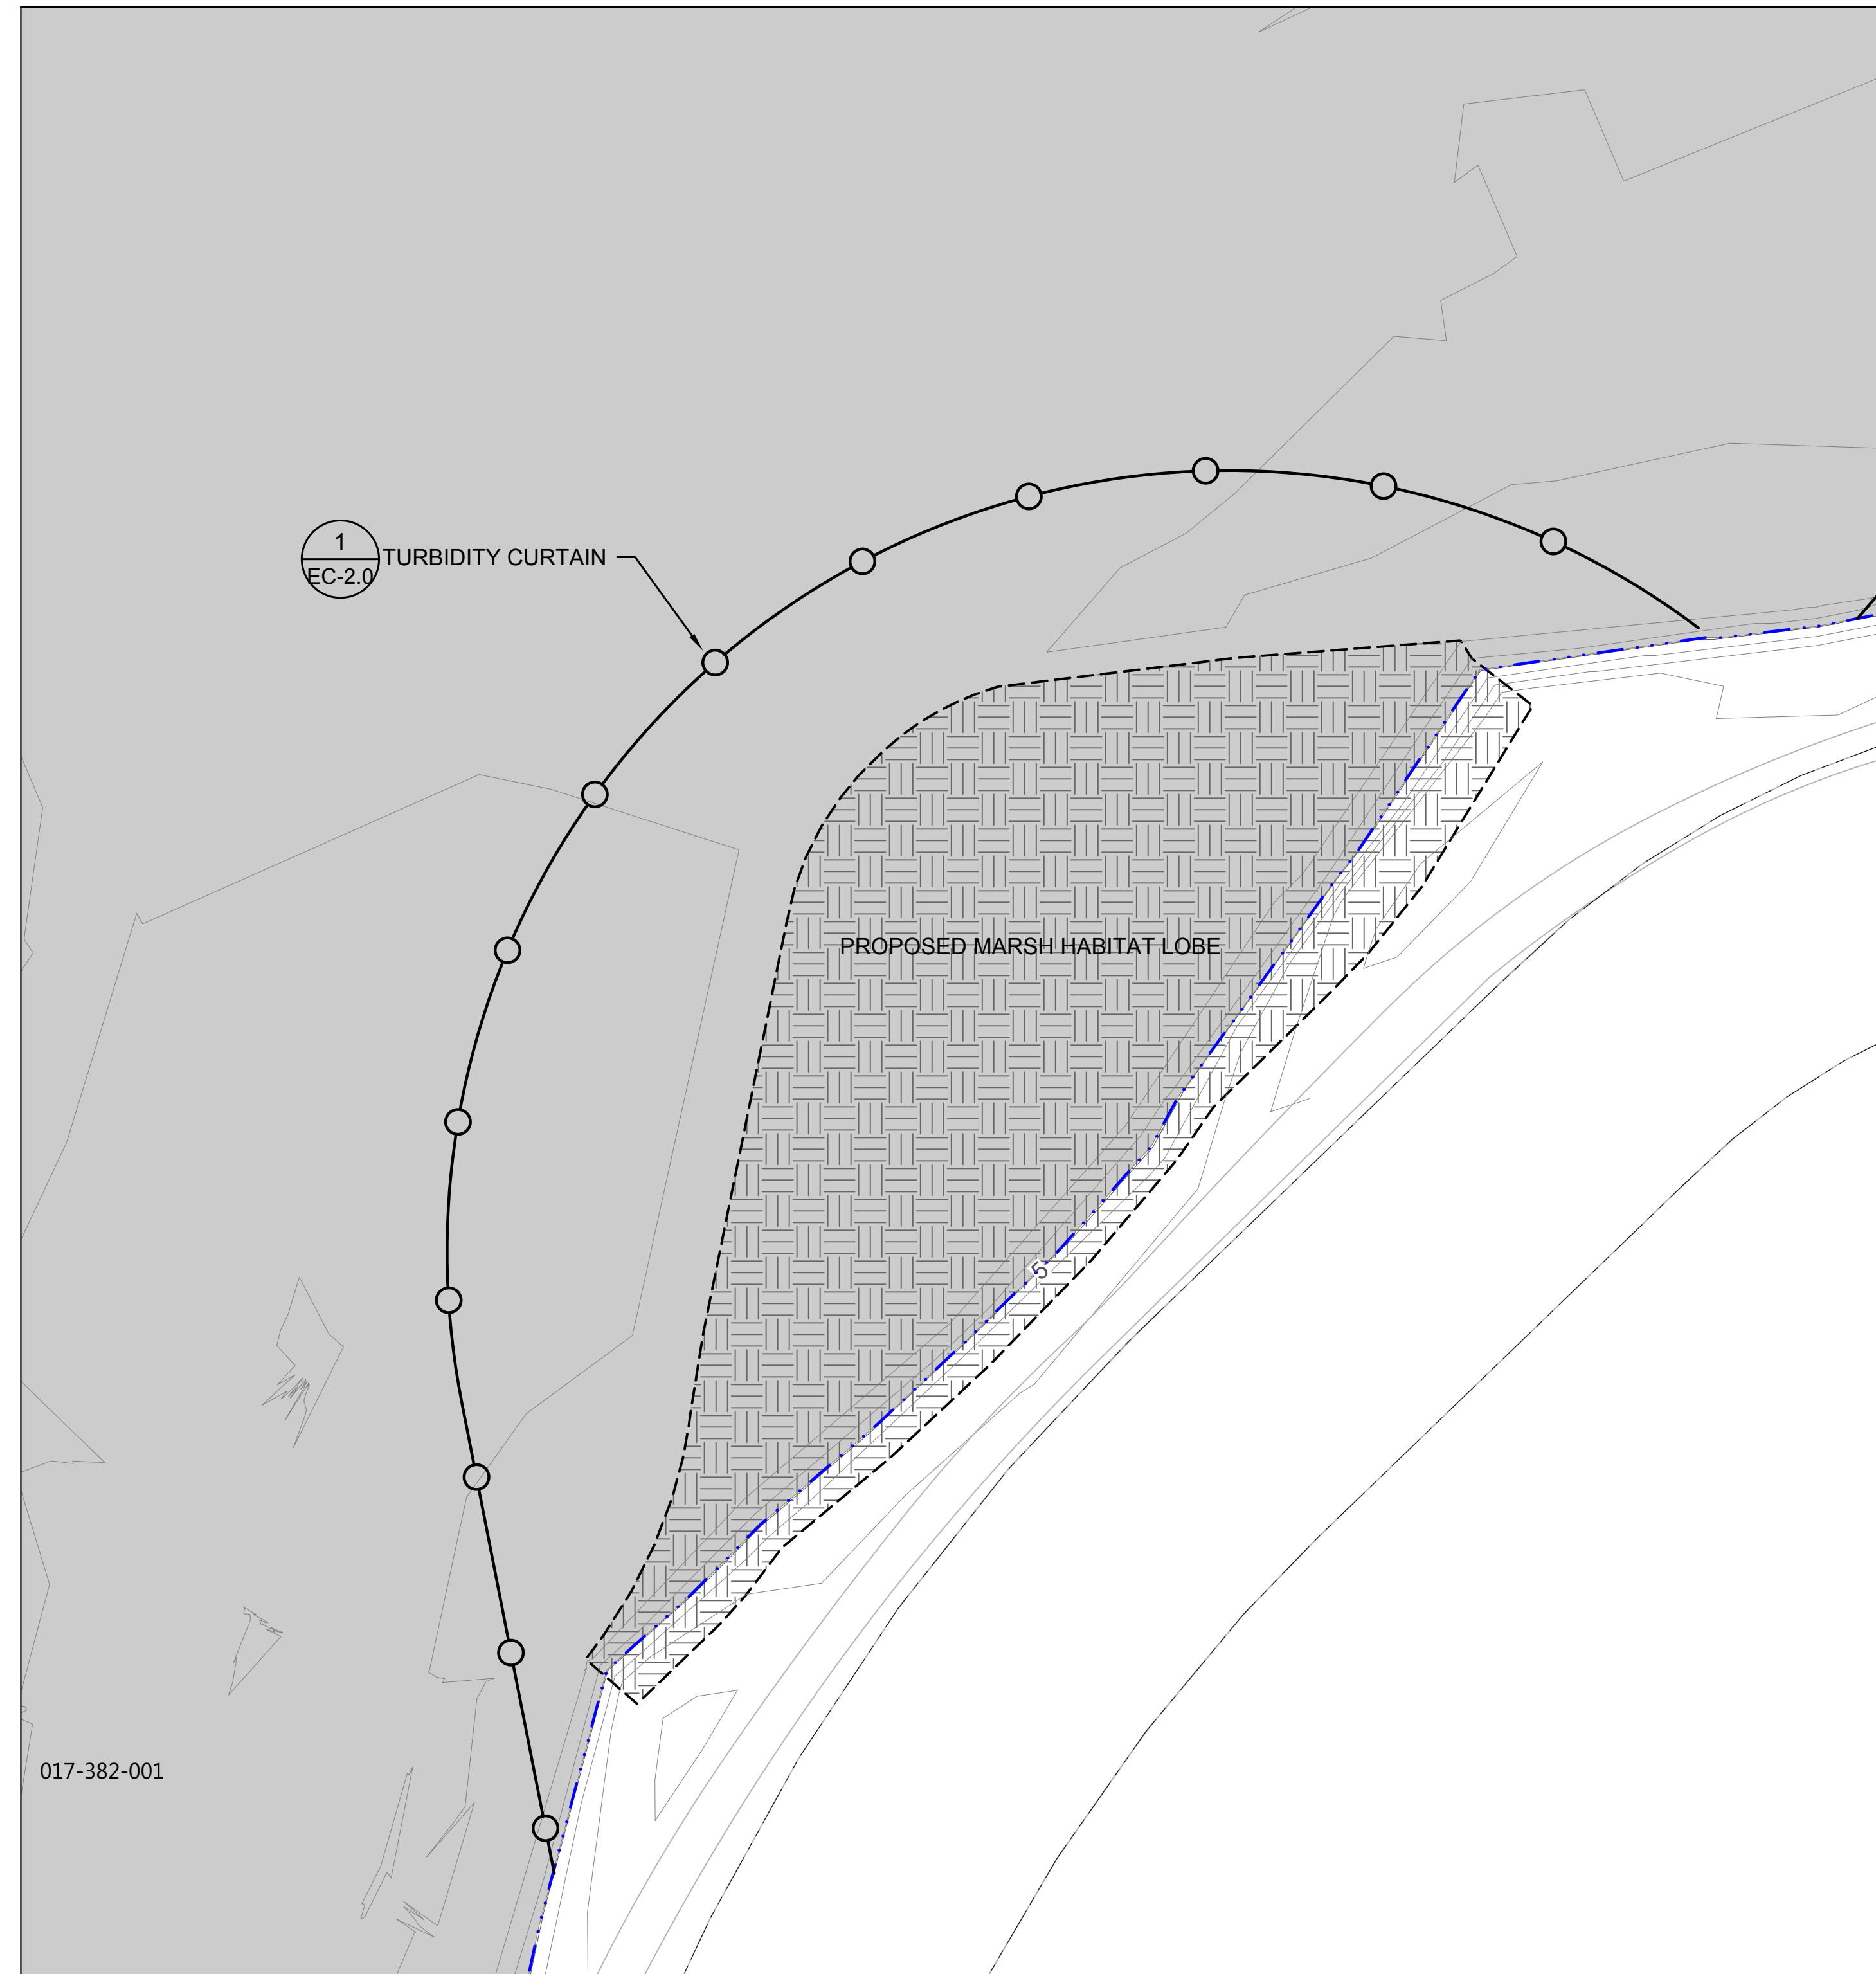 1
EC-2.0
TURBIDITY CURTAIN
PROPOSED MARSH HABITAT LOBE
5
017-382-001